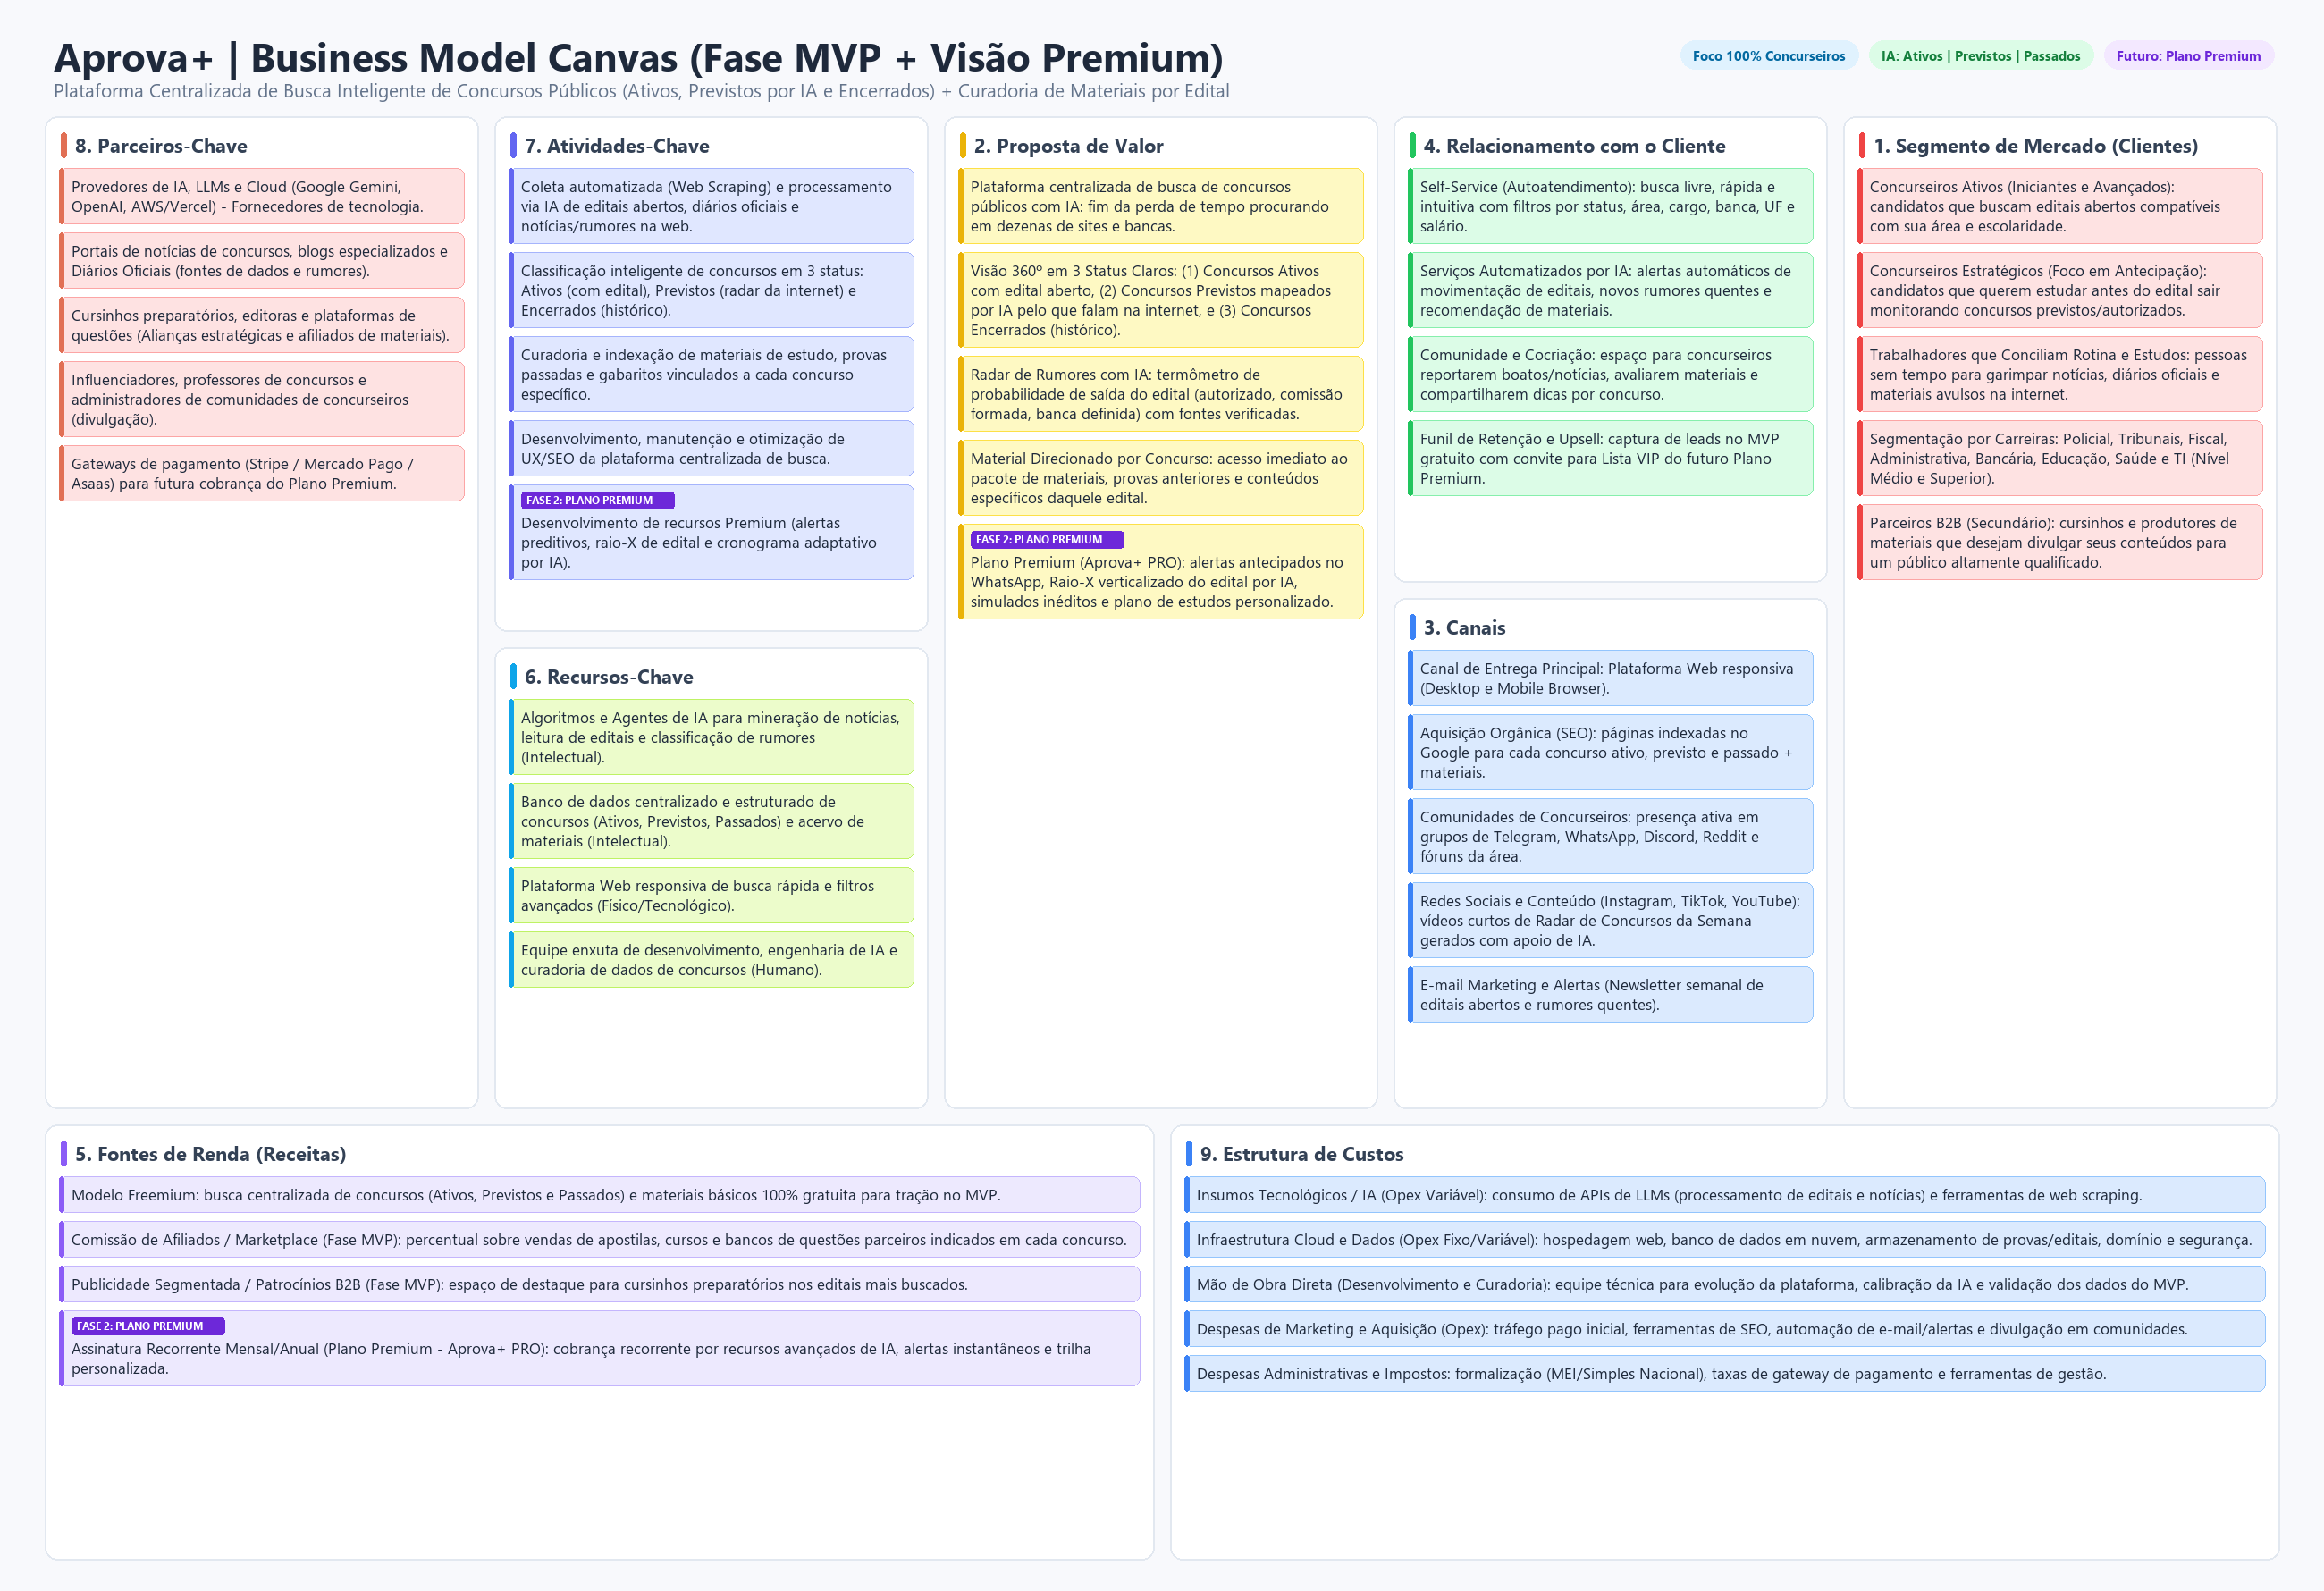 Aprova+ | Business Model Canvas (Fase MVP + Visão Premium)
Plataforma Centralizada de Busca Inteligente de Concursos Públicos (Ativos, Previstos por IA e Encerrados) + Curadoria de Materiais por Edital
Foco 100% Concurseiros
IA: Ativos | Previstos | Passados
Futuro: Plano Premium
8. Parceiros-Chave
Provedores de IA, LLMs e Cloud (Google Gemini,
OpenAI, AWS/Vercel) - Fornecedores de tecnologia.
Portais de notícias de concursos, blogs especializados e
Diários Oficiais (fontes de dados e rumores).
Cursinhos preparatórios, editoras e plataformas de
questões (Alianças estratégicas e afiliados de materiais).
Influenciadores, professores de concursos e
administradores de comunidades de concurseiros
(divulgação).
Gateways de pagamento (Stripe / Mercado Pago /
Asaas) para futura cobrança do Plano Premium.
7. Atividades-Chave
Coleta automatizada (Web Scraping) e processamento
via IA de editais abertos, diários oficiais e
notícias/rumores na web.
Classificação inteligente de concursos em 3 status:
Ativos (com edital), Previstos (radar da internet) e
Encerrados (histórico).
Curadoria e indexação de materiais de estudo, provas
passadas e gabaritos vinculados a cada concurso
específico.
Desenvolvimento, manutenção e otimização de
UX/SEO da plataforma centralizada de busca.
FASE 2: PLANO PREMIUM
Desenvolvimento de recursos Premium (alertas
preditivos, raio-X de edital e cronograma adaptativo
por IA).
6. Recursos-Chave
Algoritmos e Agentes de IA para mineração de notícias,
leitura de editais e classificação de rumores
(Intelectual).
Banco de dados centralizado e estruturado de
concursos (Ativos, Previstos, Passados) e acervo de
materiais (Intelectual).
Plataforma Web responsiva de busca rápida e filtros
avançados (Físico/Tecnológico).
Equipe enxuta de desenvolvimento, engenharia de IA e
curadoria de dados de concursos (Humano).
2. Proposta de Valor
Plataforma centralizada de busca de concursos
públicos com IA: fim da perda de tempo procurando
em dezenas de sites e bancas.
Visão 360º em 3 Status Claros: (1) Concursos Ativos
com edital aberto, (2) Concursos Previstos mapeados
por IA pelo que falam na internet, e (3) Concursos
Encerrados (histórico).
Radar de Rumores com IA: termômetro de
probabilidade de saída do edital (autorizado, comissão
formada, banca definida) com fontes verificadas.
Material Direcionado por Concurso: acesso imediato ao
pacote de materiais, provas anteriores e conteúdos
específicos daquele edital.
FASE 2: PLANO PREMIUM
Plano Premium (Aprova+ PRO): alertas antecipados no
WhatsApp, Raio-X verticalizado do edital por IA,
simulados inéditos e plano de estudos personalizado.
4. Relacionamento com o Cliente
Self-Service (Autoatendimento): busca livre, rápida e
intuitiva com filtros por status, área, cargo, banca, UF e
salário.
Serviços Automatizados por IA: alertas automáticos de
movimentação de editais, novos rumores quentes e
recomendação de materiais.
Comunidade e Cocriação: espaço para concurseiros
reportarem boatos/notícias, avaliarem materiais e
compartilharem dicas por concurso.
Funil de Retenção e Upsell: captura de leads no MVP
gratuito com convite para Lista VIP do futuro Plano
Premium.
3. Canais
Canal de Entrega Principal: Plataforma Web responsiva
(Desktop e Mobile Browser).
Aquisição Orgânica (SEO): páginas indexadas no
Google para cada concurso ativo, previsto e passado +
materiais.
Comunidades de Concurseiros: presença ativa em
grupos de Telegram, WhatsApp, Discord, Reddit e
fóruns da área.
Redes Sociais e Conteúdo (Instagram, TikTok, YouTube):
vídeos curtos de Radar de Concursos da Semana
gerados com apoio de IA.
E-mail Marketing e Alertas (Newsletter semanal de
editais abertos e rumores quentes).
1. Segmento de Mercado (Clientes)
Concurseiros Ativos (Iniciantes e Avançados):
candidatos que buscam editais abertos compatíveis
com sua área e escolaridade.
Concurseiros Estratégicos (Foco em Antecipação):
candidatos que querem estudar antes do edital sair
monitorando concursos previstos/autorizados.
Trabalhadores que Conciliam Rotina e Estudos: pessoas
sem tempo para garimpar notícias, diários oficiais e
materiais avulsos na internet.
Segmentação por Carreiras: Policial, Tribunais, Fiscal,
Administrativa, Bancária, Educação, Saúde e TI (Nível
Médio e Superior).
Parceiros B2B (Secundário): cursinhos e produtores de
materiais que desejam divulgar seus conteúdos para
um público altamente qualificado.
5. Fontes de Renda (Receitas)
Modelo Freemium: busca centralizada de concursos (Ativos, Previstos e Passados) e materiais básicos 100% gratuita para tração no MVP.
Comissão de Afiliados / Marketplace (Fase MVP): percentual sobre vendas de apostilas, cursos e bancos de questões parceiros indicados em cada concurso.
Publicidade Segmentada / Patrocínios B2B (Fase MVP): espaço de destaque para cursinhos preparatórios nos editais mais buscados.
FASE 2: PLANO PREMIUM
Assinatura Recorrente Mensal/Anual (Plano Premium - Aprova+ PRO): cobrança recorrente por recursos avançados de IA, alertas instantâneos e trilha
personalizada.
9. Estrutura de Custos
Insumos Tecnológicos / IA (Opex Variável): consumo de APIs de LLMs (processamento de editais e notícias) e ferramentas de web scraping.
Infraestrutura Cloud e Dados (Opex Fixo/Variável): hospedagem web, banco de dados em nuvem, armazenamento de provas/editais, domínio e segurança.
Mão de Obra Direta (Desenvolvimento e Curadoria): equipe técnica para evolução da plataforma, calibração da IA e validação dos dados do MVP.
Despesas de Marketing e Aquisição (Opex): tráfego pago inicial, ferramentas de SEO, automação de e-mail/alertas e divulgação em comunidades.
Despesas Administrativas e Impostos: formalização (MEI/Simples Nacional), taxas de gateway de pagamento e ferramentas de gestão.